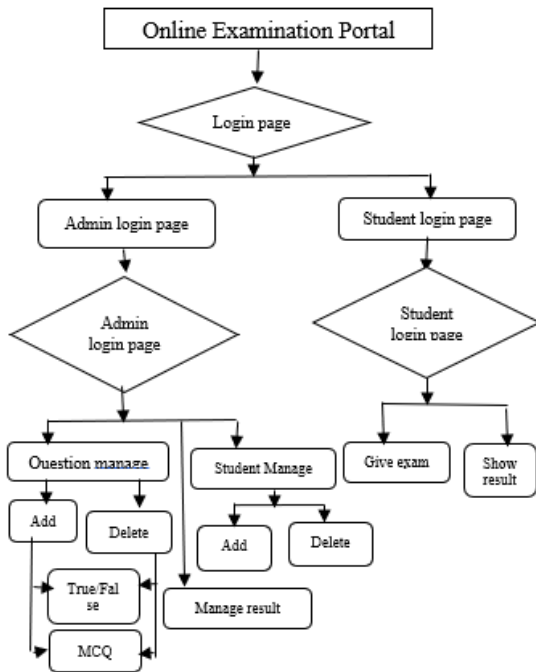 Online Examination Portal
Login page
Admin login page
Student login page
Admin
login page
Student
login page
Question manage
Student Manage
Give exam
Show
result
Add
Delete
Add
Delete
True/Fal
se
Manage result
MCQ